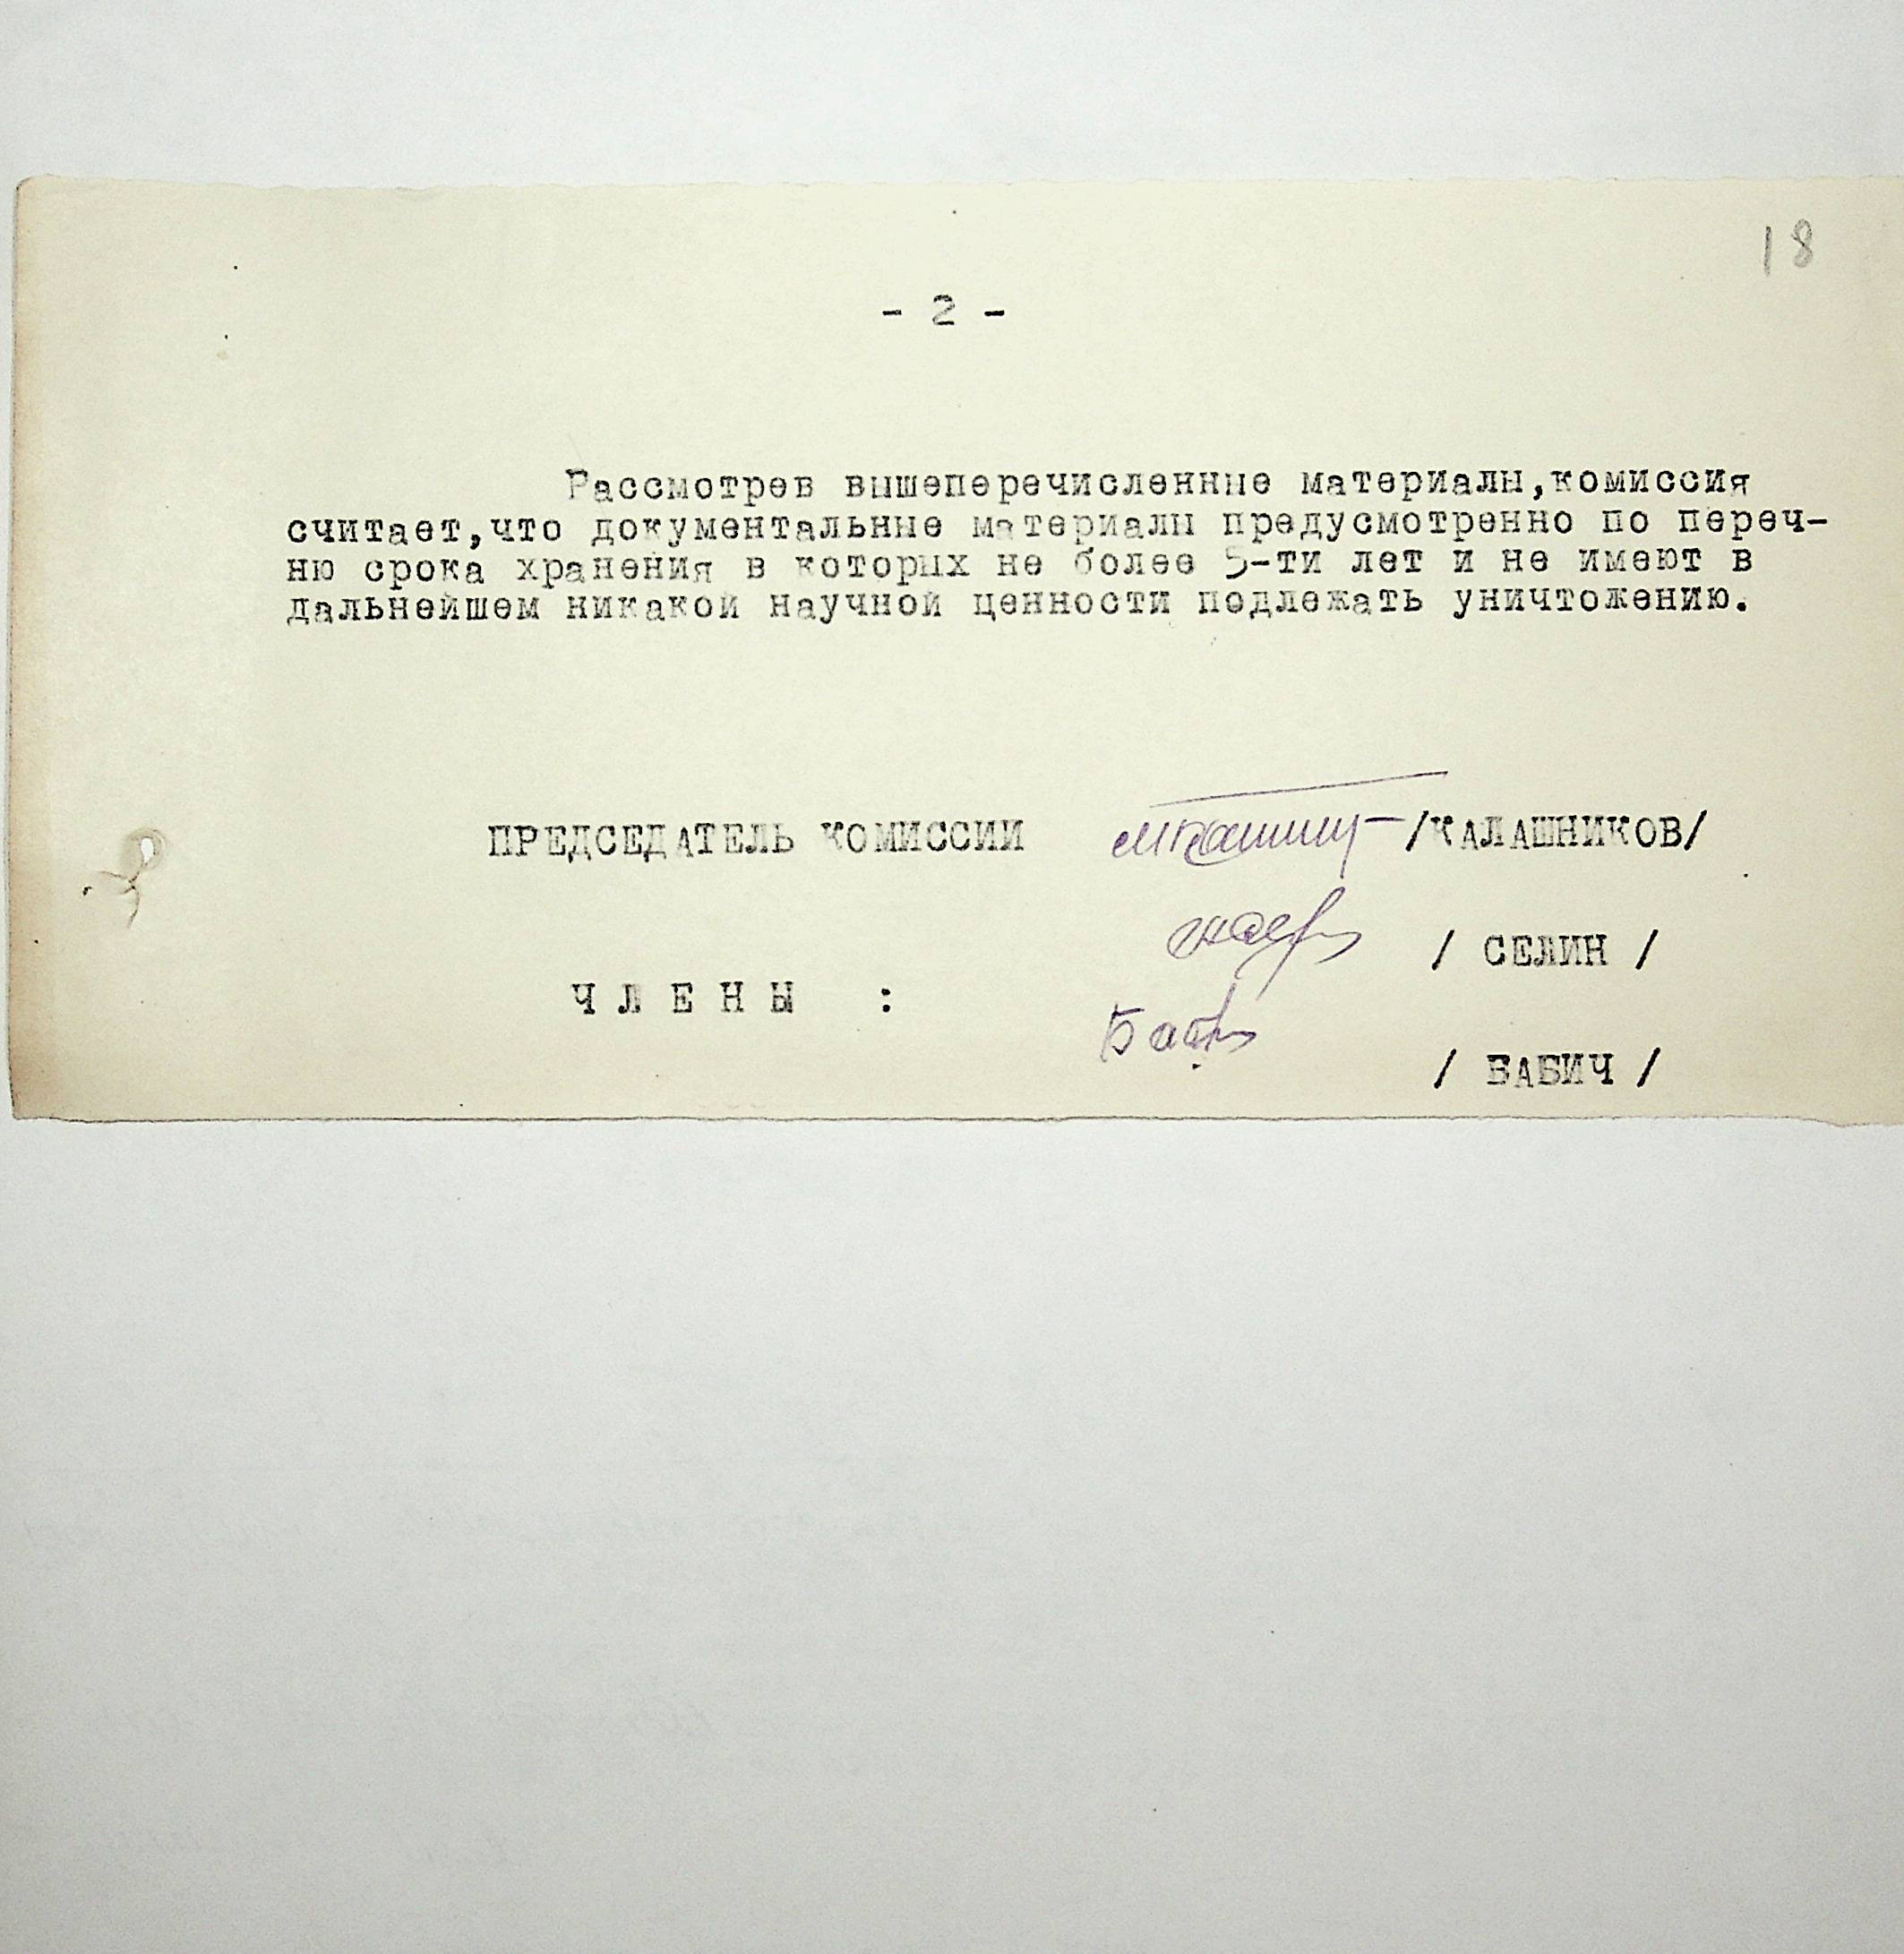 18
- 2 -
Рассмотрев вышеперечисленные материалы,комиссия
считает,что документальные материалы предусмотренно по переч-
ню срока хранения в которых не более 5-ти лет и не имеют в
дальнейшем никакой научной ценности подлежать уничтожению.
ПРЕДСЕДАТЕЛЬ КОМИССИИ /КАЛАШНИКОВ/
/ СЕЛИН /
Ч Л Е Н Ы :
/ БАБИЧ /